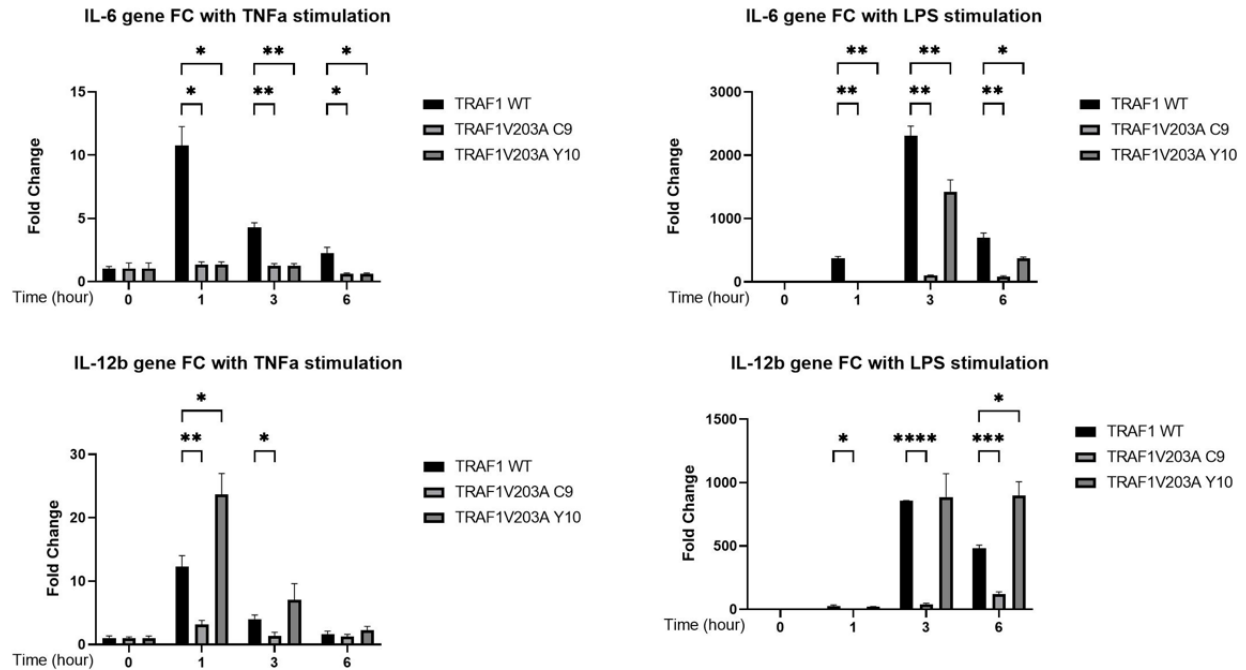 IL-6 gene FC with TNFa stimulation
* ** *
* ** *
Fold Change
15
10
5
0
Time (hour) 0 1 3 6
TRAF1 WT
TRAF1V203A C9
TRAF1V203A Y10
IL-6 gene FC with LPS stimulation
** ** *
** ** **
Fold Change
3000
2000
1000
0
Time (hour) 0 1 3 6
TRAF1 WT
TRAF1V203A C9
TRAF1V203A Y10
IL-12b gene FC with TNFa stimulation
*
** *
Fold Change
30
20
10
0
Time (hour) 0 1 3 6
TRAF1 WT
TRAF1V203A C9
TRAF1V203A Y10
IL-12b gene FC with LPS stimulation
*
* **** ***
Fold Change
1500
1000
500
0
Time (hour) 0 1 3 6
TRAF1 WT
TRAF1V203A C9
TRAF1V203A Y10